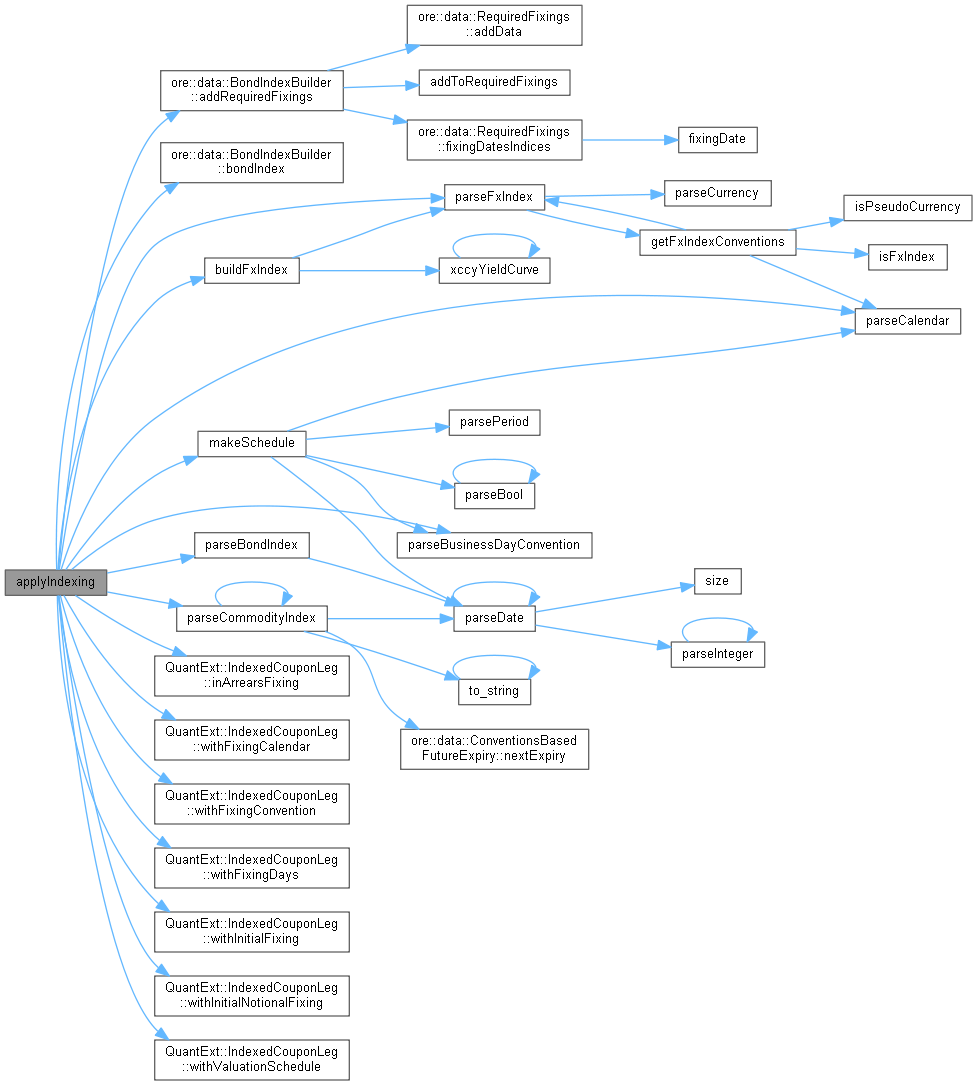 ore::data::RequiredFixings
::addData
ore::data::BondIndexBuilder
::addRequiredFixings
addToRequiredFixings
ore::data::RequiredFixings
::fixingDatesIndices
fixingDate
ore::data::BondIndexBuilder
::bondIndex
parseFxIndex
parseCurrency
isPseudoCurrency
getFxIndexConventions
isFxIndex
buildFxIndex
xccyYieldCurve
parseCalendar
makeSchedule
parsePeriod
parseBool
parseBusinessDayConvention
parseBondIndex
applyIndexing
size
parseCommodityIndex
parseDate
parseInteger
QuantExt::IndexedCouponLeg
::inArrearsFixing
to_string
QuantExt::IndexedCouponLeg
::withFixingCalendar
ore::data::ConventionsBased
FutureExpiry::nextExpiry
QuantExt::IndexedCouponLeg
::withFixingConvention
QuantExt::IndexedCouponLeg
::withFixingDays
QuantExt::IndexedCouponLeg
::withInitialFixing
QuantExt::IndexedCouponLeg
::withInitialNotionalFixing
QuantExt::IndexedCouponLeg
::withValuationSchedule